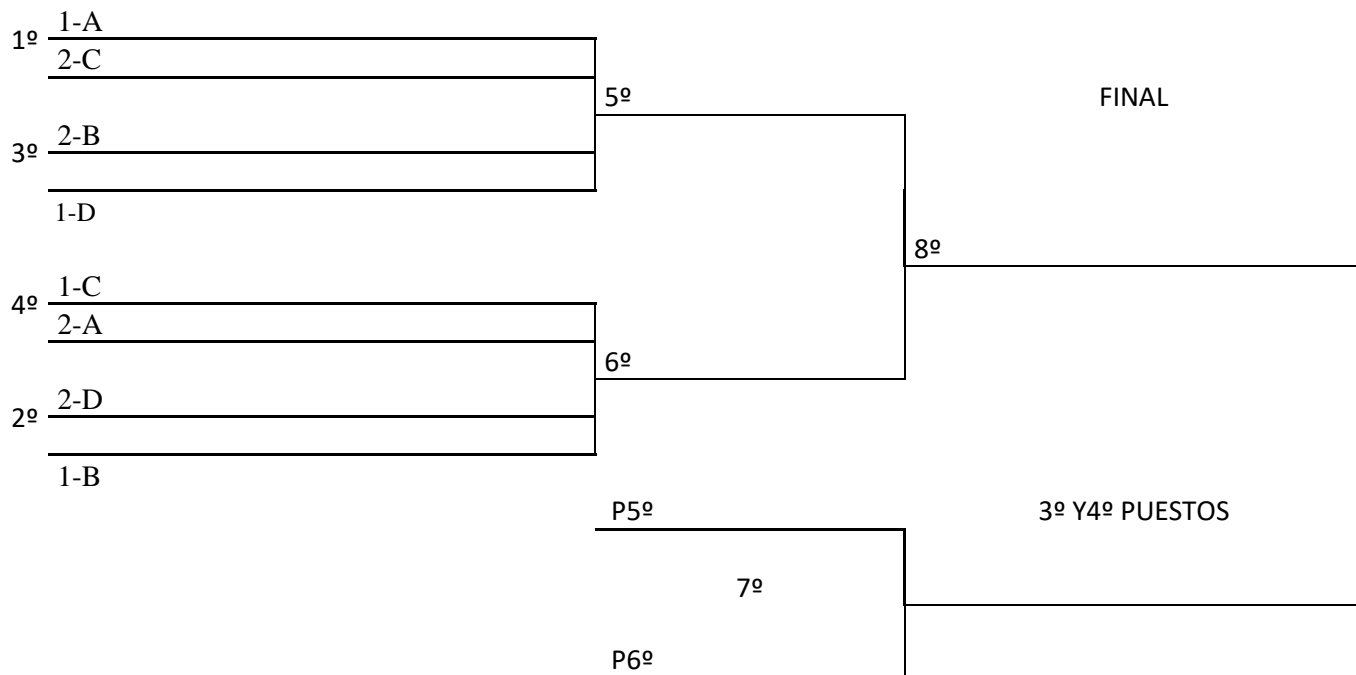 1-A
1º
2-C
5º
FINAL
2-B
3º
1-D
8º
1-C
4º
2-A
6º
2-D
2º
1-B
P5º
3º Y4º PUESTOS
7º
P6º